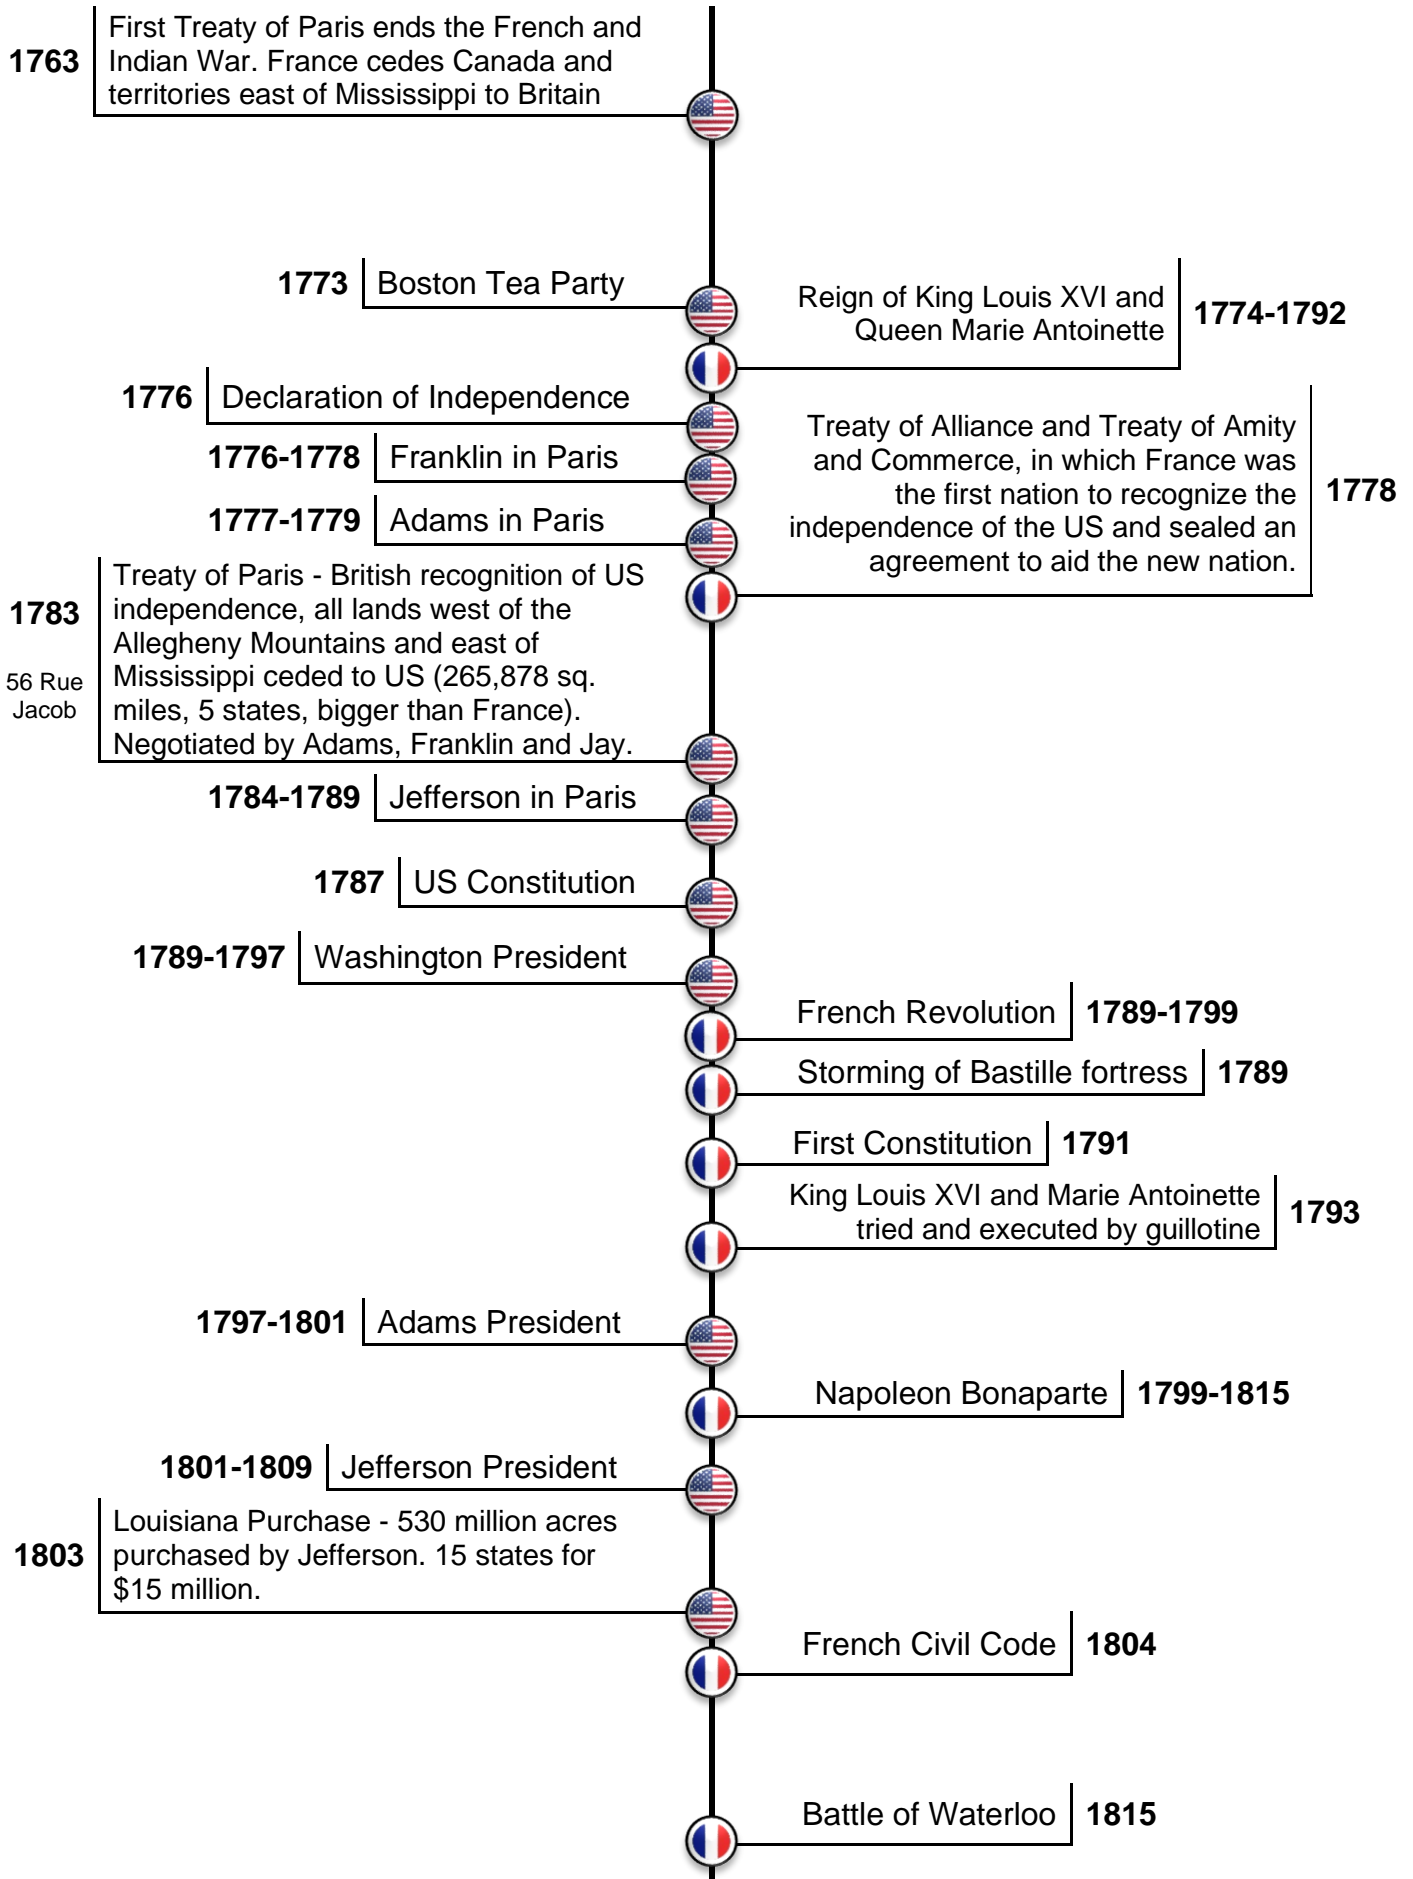 1763
First Treaty of Paris ends the French and
Indian War. France cedes Canada and
territories east of Mississippi to Britain
1773
Boston Tea Party
Reign of King Louis XVI and
Queen Marie Antoinette
1774-1792
1776
Declaration of Independence
1776-1778
Franklin in Paris
1777-1779
Adams in Paris
Treaty of Alliance and Treaty of Amity
and Commerce, in which France was
the first nation to recognize the
independence of the US and sealed an
agreement to aid the new nation.
1778
1783
56 Rue
Jacob
Treaty of Paris - British recognition of US
independence, all lands west of the
Allegheny Mountains and east of
Mississippi ceded to US (265,878 sq.
miles, 5 states, bigger than France).
Negotiated by Adams, Franklin and Jay.
1784-1789
Jefferson in Paris
1787
US Constitution
1789-1797
Washington President
French Revolution
1789-1799
Storming of Bastille fortress
1789
First Constitution
1791
King Louis XVI and Marie Antoinette
tried and executed by guillotine
1793
1797-1801
Adams President
Napoleon Bonaparte
1799-1815
1801-1809
Jefferson President
1803
Louisiana Purchase - 530 million acres
purchased by Jefferson. 15 states for
$15 million.
French Civil Code
1804
Battle of Waterloo
1815